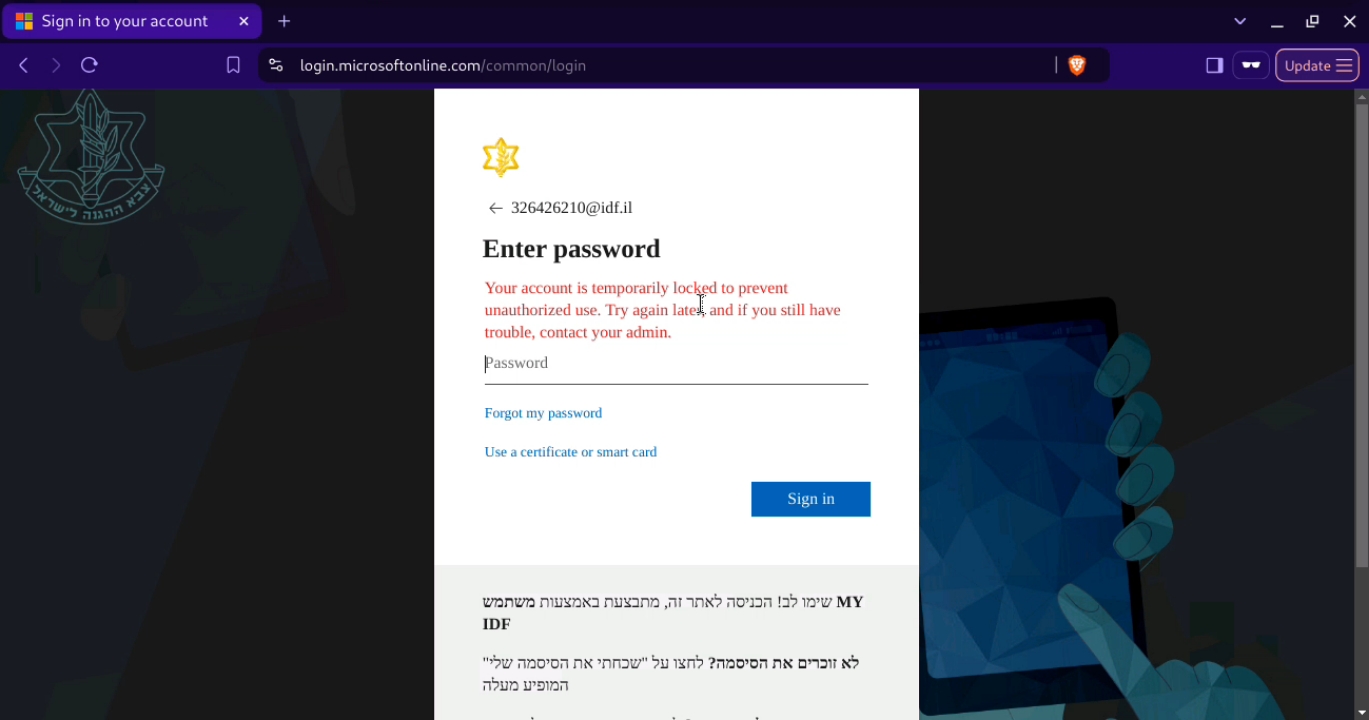 Sign in to your account
login.microsoftonline.com/common/login
Update
צבא ההגנה לישראל
326426210@idf.il
Enter password
Your account is temporarily locked to prevent
unauthorized use. Try again later, and if you still have
trouble, contact your admin.
Password
Forgot my password
Use a certificate or smart card
Sign in
שימו לב! הכניסה לאתר זה, מתבצעת באמצעות משתמש MY
IDF
לא זוכרים את הסיסמה? לחצו על "שכחתי את הסיסמה שלי"
המופיע מעלה